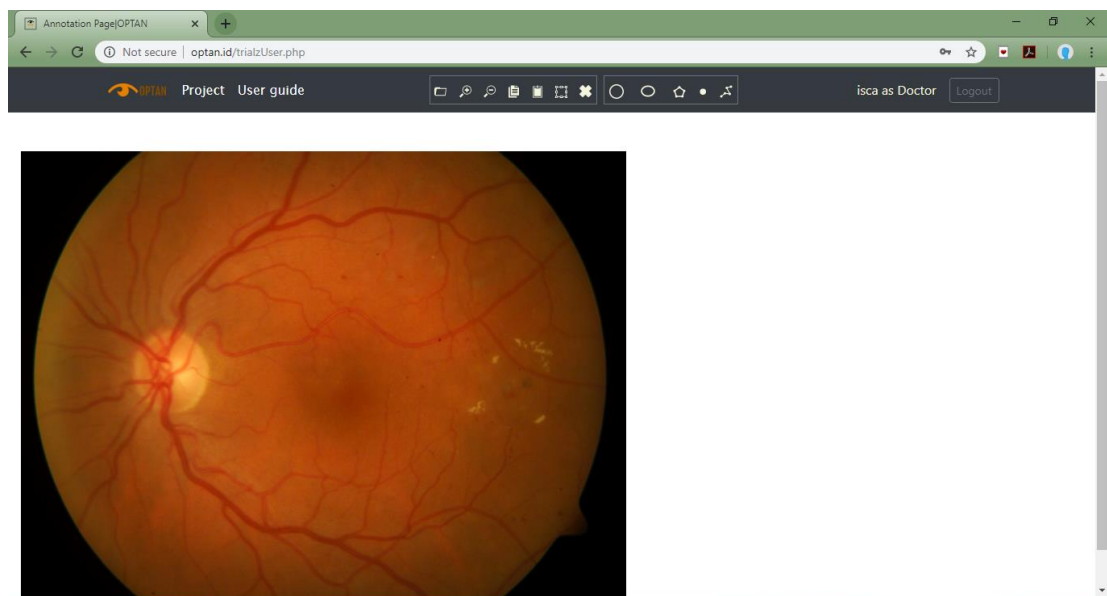 Annotation Page|OPTAN
Not secure | optan.id/trialzUser.php
OPTAN Project User guide isca as Doctor Logout